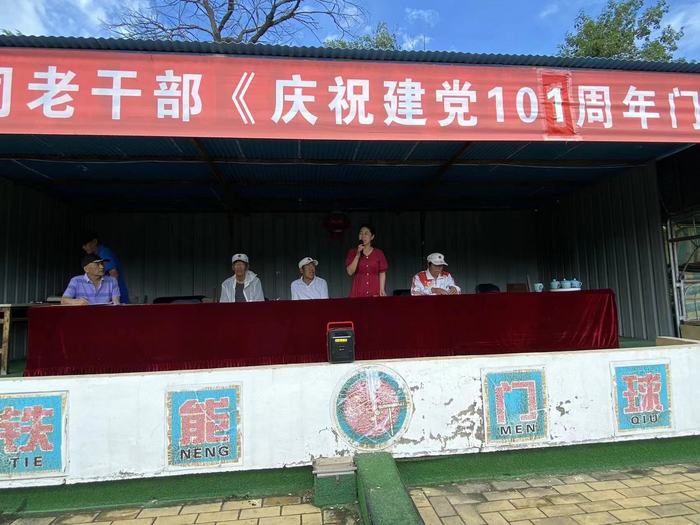 司老干部《庆祝建党101周年门
铁 能 门 球
TIE NENG MEN QIU